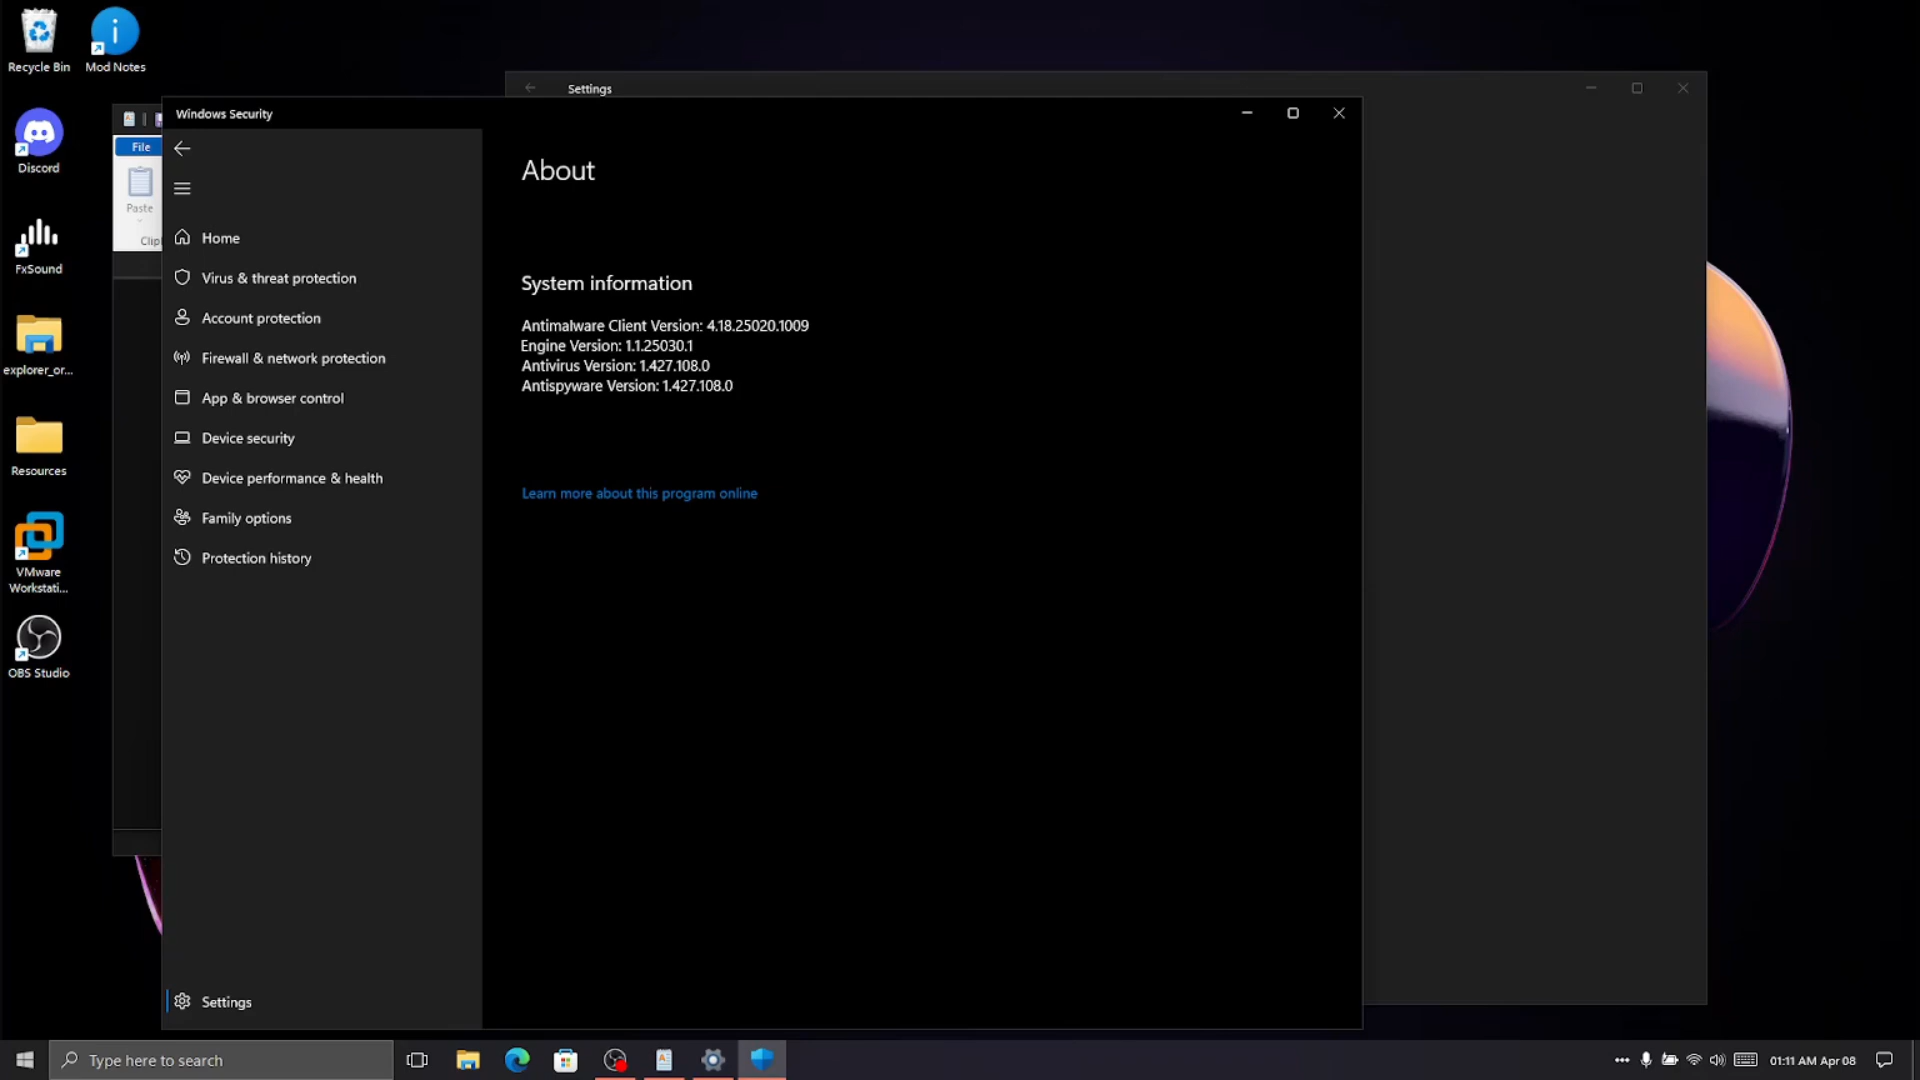 Recycle Bin
Mod Notes
Discord
FxSound
explorer_or...
Resources
VMware
Workstati...
OBS Studio
Settings
File
Paste
Clip
Windows Security
Home
Virus & threat protection
Account protection
Firewall & network protection
App & browser control
Device security
Device performance & health
Family options
Protection history
Settings
About
System information
Antimalware Client Version: 4.18.25020.1009
Engine Version: 1.1.25030.1
Antivirus Version: 1.427.108.0
Antispyware Version: 1.427.108.0
Learn more about this program online
Type here to search
01:11 AM Apr 08